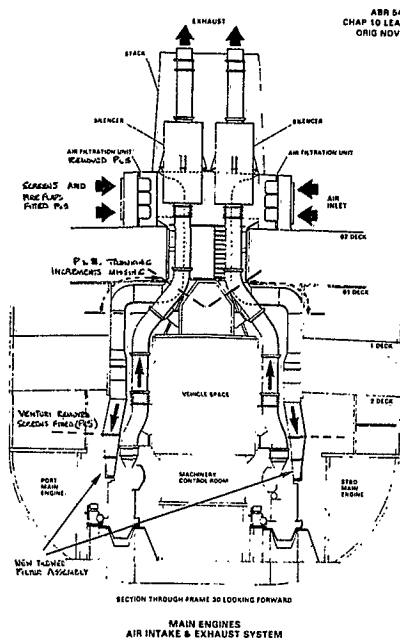 ABR 54
CHAP 10 LEA
ORIG NOV
EXHAUST
STACK
SILENCER
SILENCER
AIR FILTRATION UNIT
REMOVED P&S
AIR FILTRATION UNIT
SCREENS AND
FIRE FLAPS
FITTED P&S
AIR
INLET
02 DECK
P&S. TRUNKING
INCREMENTS MISSING
01 DECK
1 DECK
VEHICLE SPACE
2 DECK
VENTURI REMOVED
SCREENS FITTED (P&S)
PORT
MAIN
ENGINE
MACHINERY
CONTROL ROOM
STBD
MAIN
ENGINE
NEW
FILTER ASSEMBLY
SECTION THROUGH FRAME 30 LOOKING FORWARD
MAIN ENGINES
AIR INTAKE & EXHAUST SYSTEM